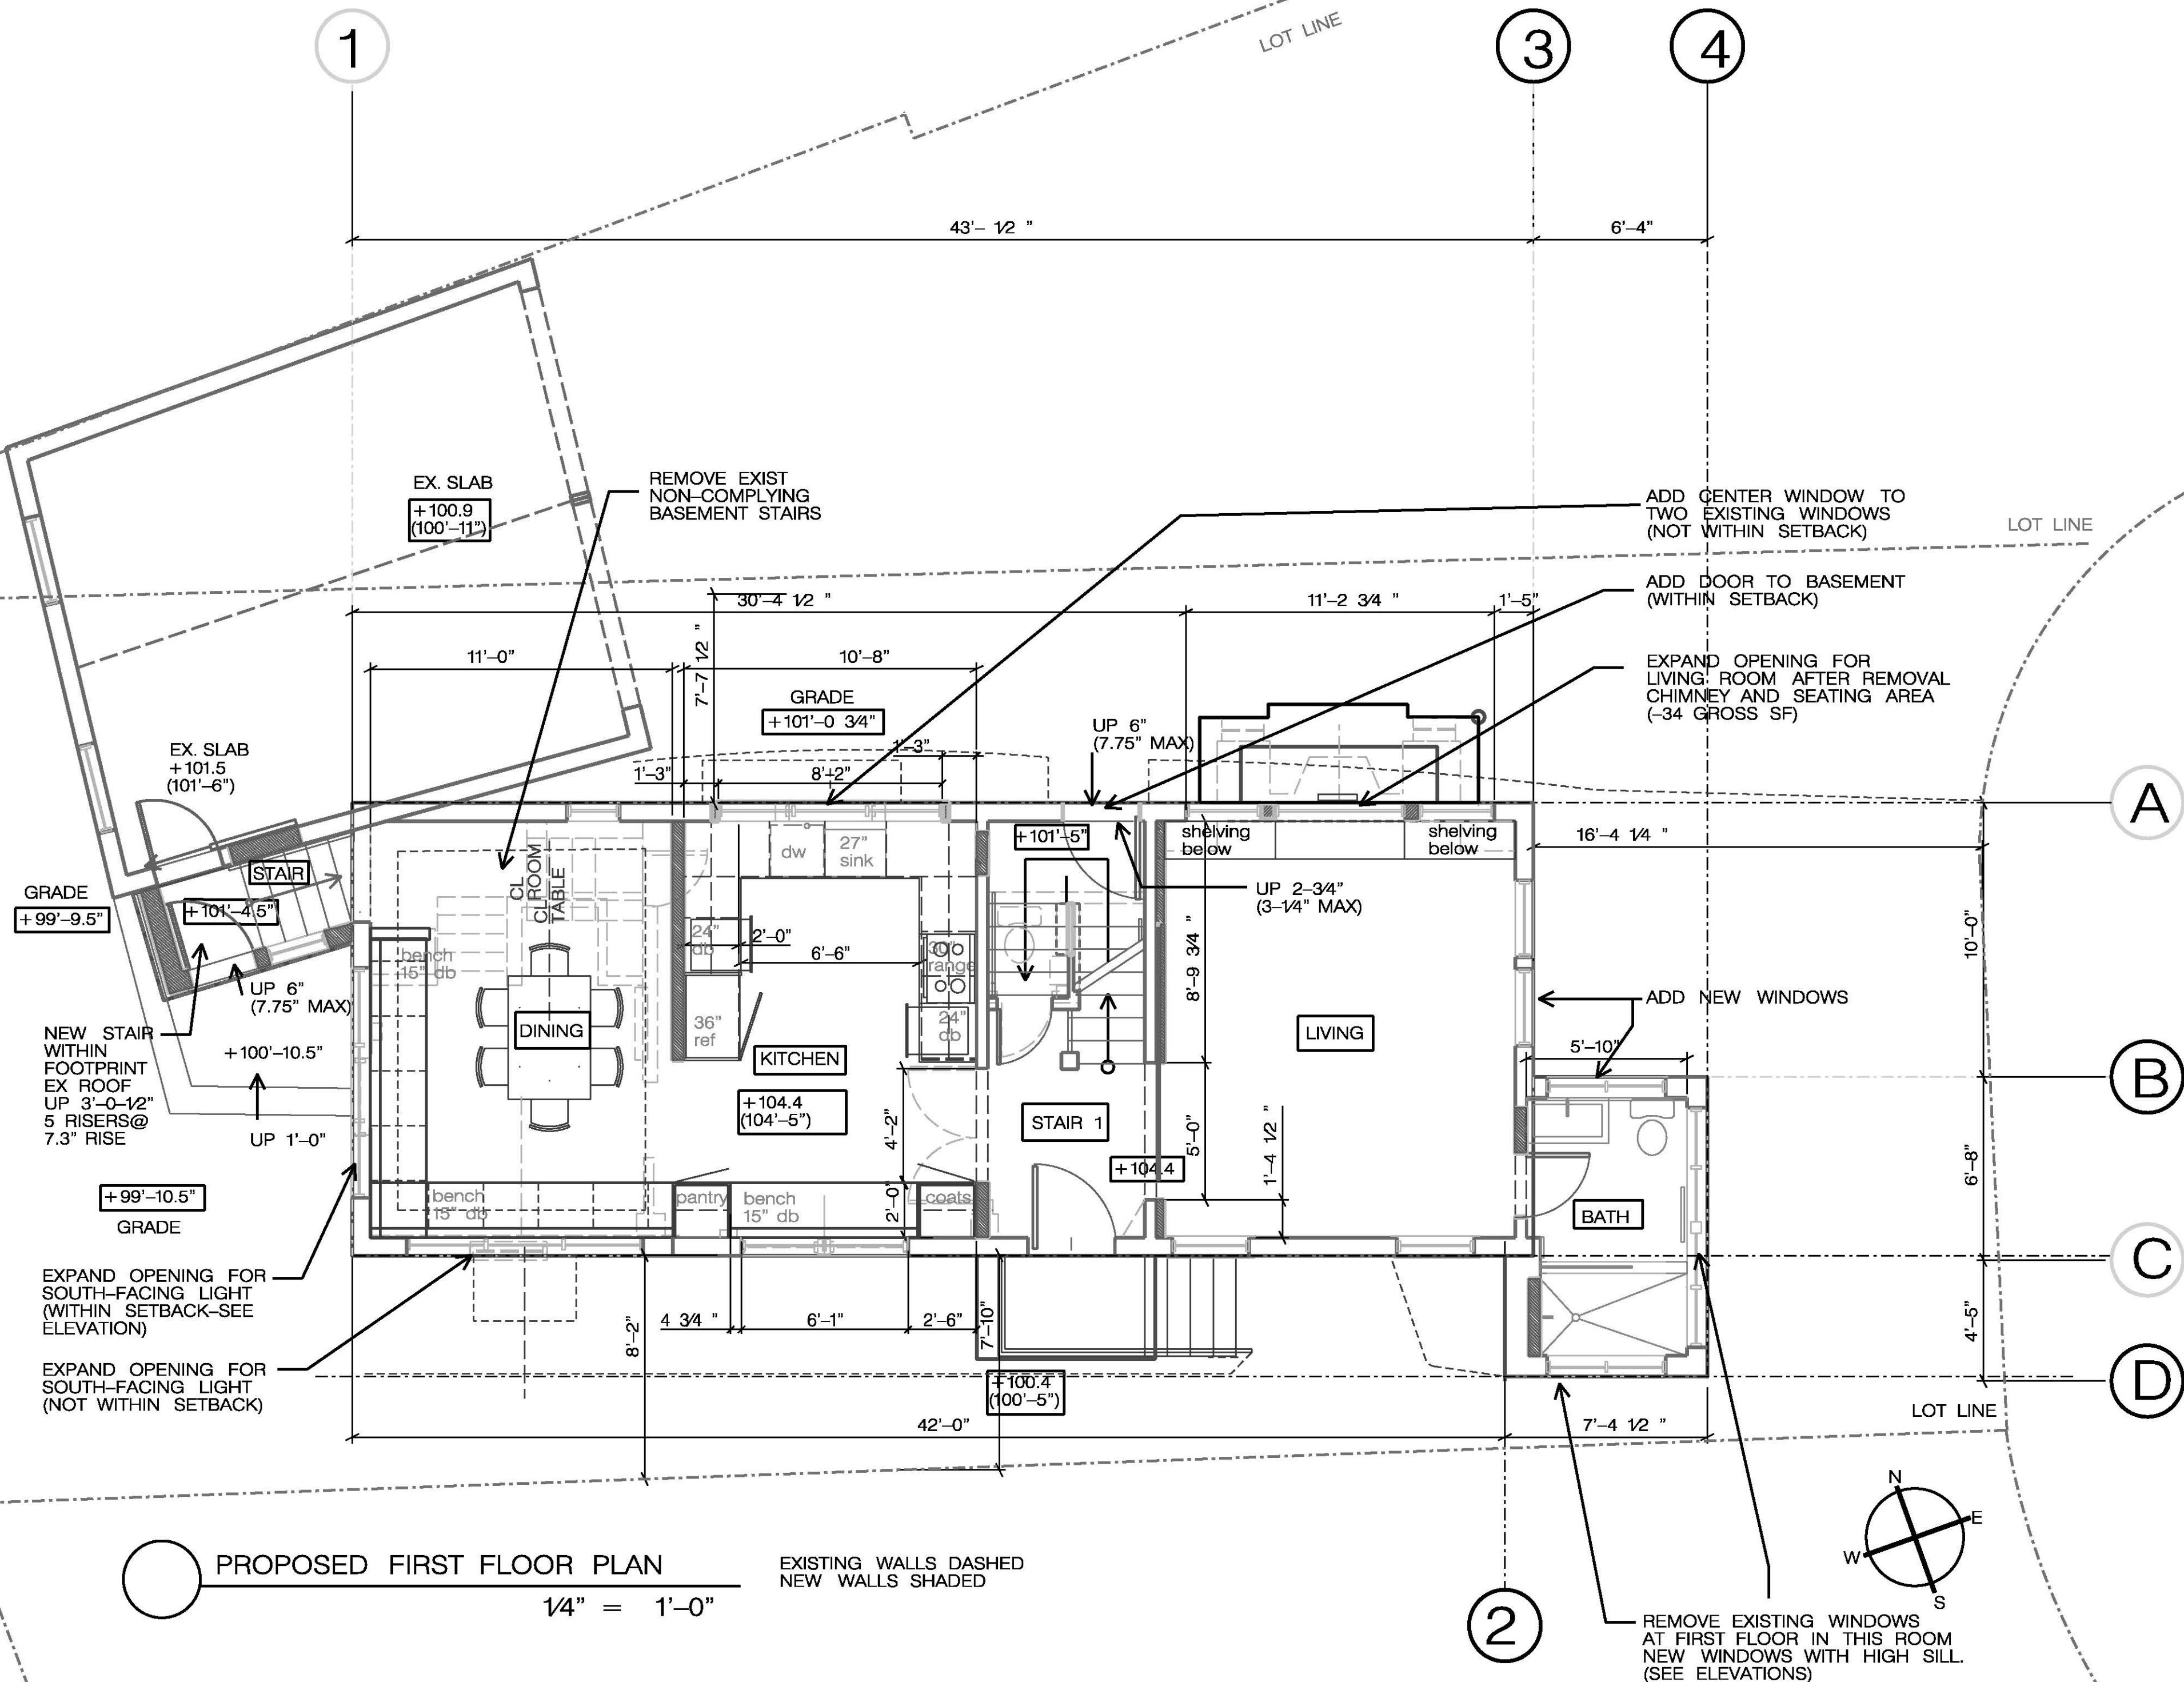 1
3
4
LOT LINE
43'- 1/2 "
6'-4"
EX. SLAB
+100.9
(100'-11")
REMOVE EXIST
NON-COMPLYING
BASEMENT STAIRS
ADD CENTER WINDOW TO
TWO EXISTING WINDOWS
(NOT WITHIN SETBACK)
LOT LINE
ADD DOOR TO BASEMENT
(WITHIN SETBACK)
30'-4 1/2 "
11'-2 3/4 "
1'-5"
EXPAND OPENING FOR
LIVING ROOM AFTER REMOVAL
CHIMNEY AND SEATING AREA
(-34 GROSS SF)
11'-0"
7'-7 1/2 "
10'-8"
GRADE
+101'-0 3/4"
UP 6"
(7.75" MAX)
EX. SLAB
+101.5
(101'-6")
1'-3"
1'-3"
8'-2"
A
shelving
below
shelving
below
16'-4 1/4 "
+101'-5"
dw
27"
sink
CL
CLROOM
TABLE
STAIR
GRADE
+99'-9.5"
+101'-4.5"
UP 2-3/4"
(3-1/4" MAX)
24"
db
2'-0"
6'-6"
30"
range
8'-9 3/4 "
10'-0"
bench
15" db
UP 6"
(7.75" MAX)
ADD NEW WINDOWS
NEW STAIR
WITHIN
FOOTPRINT
EX ROOF
UP 3'-0-1/2"
5 RISERS@
7.3" RISE
+100'-10.5"
UP 1'-0"
DINING
36"
ref
24"
db
LIVING
5'-10"
KITCHEN
B
+104.4
(104'-5")
4'-2"
STAIR 1
5'-0"
1'-4 1/2 "
6'-8"
+104.4
+99'-10.5"
GRADE
bench
15" db
pantry
bench
15" db
2'-0"
coats
BATH
C
EXPAND OPENING FOR
SOUTH-FACING LIGHT
(WITHIN SETBACK-SEE
ELEVATION)
8'-2"
4 3/4 "
6'-1"
2'-6"
7'-10"
4'-5"
EXPAND OPENING FOR
SOUTH-FACING LIGHT
(NOT WITHIN SETBACK)
+100.4
(100'-5")
D
42'-0"
7'-4 1/2 "
LOT LINE
N
E
W
S
PROPOSED FIRST FLOOR PLAN
1/4" = 1'-0"
EXISTING WALLS DASHED
NEW WALLS SHADED
2
REMOVE EXISTING WINDOWS
AT FIRST FLOOR IN THIS ROOM
NEW WINDOWS WITH HIGH SILL.
(SEE ELEVATIONS)